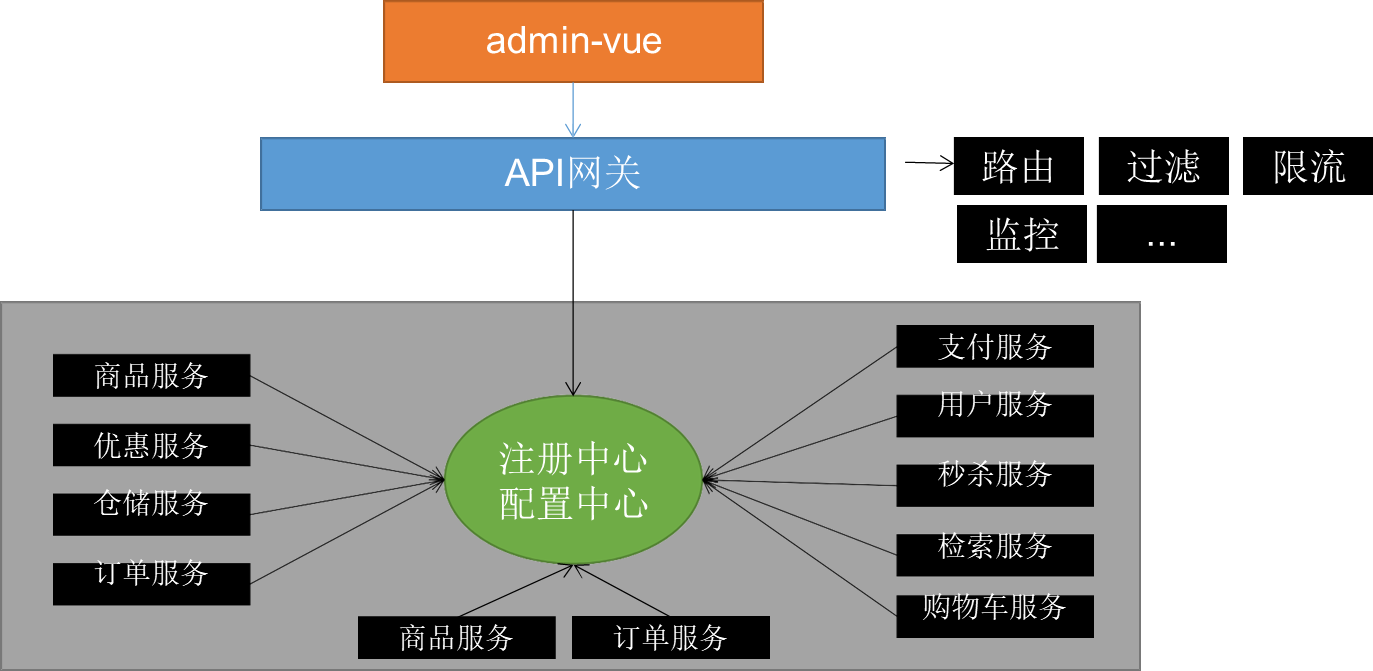 admin-vue
API网关
路由
过滤
限流
监控
...
商品服务
优惠服务
仓储服务
订单服务
注册中心
配置中心
支付服务
用户服务
秒杀服务
检索服务
购物车服务
商品服务
订单服务